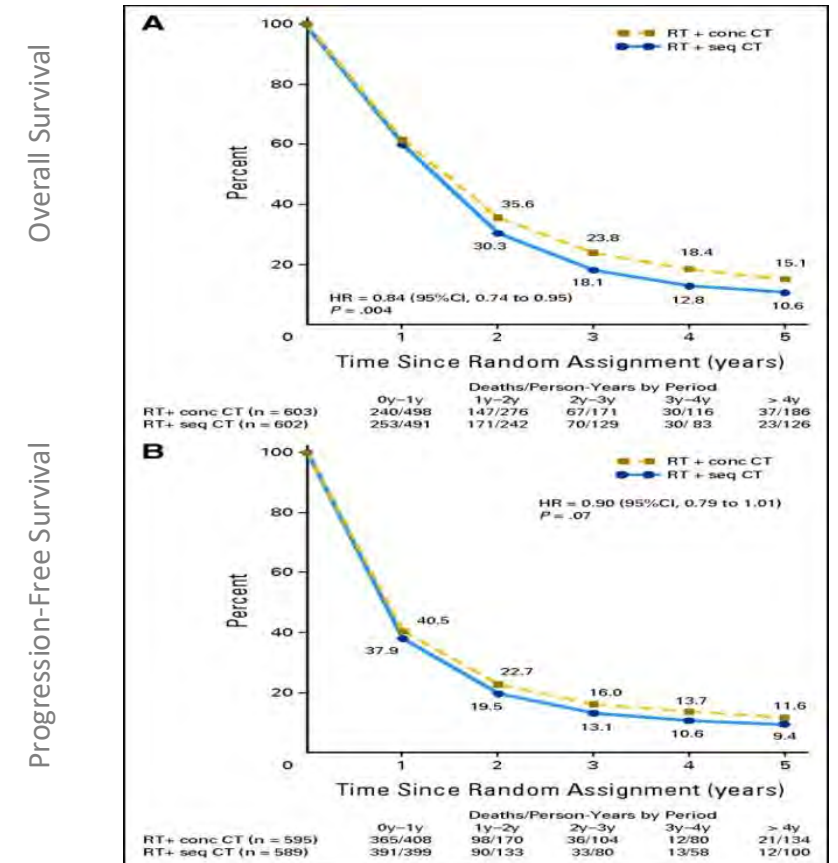 Overall Survival
A
RT + conc CT
RT + seq CT
Percent
100
80
60
40
20
0
35.6
30.3
23.8
18.1
18.4
12.8
15.1
10.6
HR = 0.84 (95%CI, 0.74 to 0.95)
P = .004
1 2 3 4 5
Time Since Random Assignment (years)
Deaths/Person-Years by Period
0y–1y 1y–2y 2y–3y 3y–4y > 4y
RT+ conc CT (n = 603) 240/498 147/276 67/171 30/116 37/186
RT+ seq CT (n = 602) 253/491 171/242 70/129 30/ 83 23/126
Progression-Free Survival
B
RT + conc CT
RT + seq CT
HR = 0.90 (95%CI, 0.79 to 1.01)
P = .07
Percent
100
80
60
40
20
0
40.5
37.9
22.7
19.5
16.0
13.1
13.7
10.6
11.6
9.4
1 2 3 4 5
Time Since Random Assignment (years)
Deaths/Person-Years by Period
0y–1y 1y–2y 2y–3y 3y–4y > 4y
RT+ conc CT (n = 595) 365/408 98/170 36/104 12/80 21/134
RT+ seq CT (n = 589) 391/399 90/133 33/80 13/58 12/100